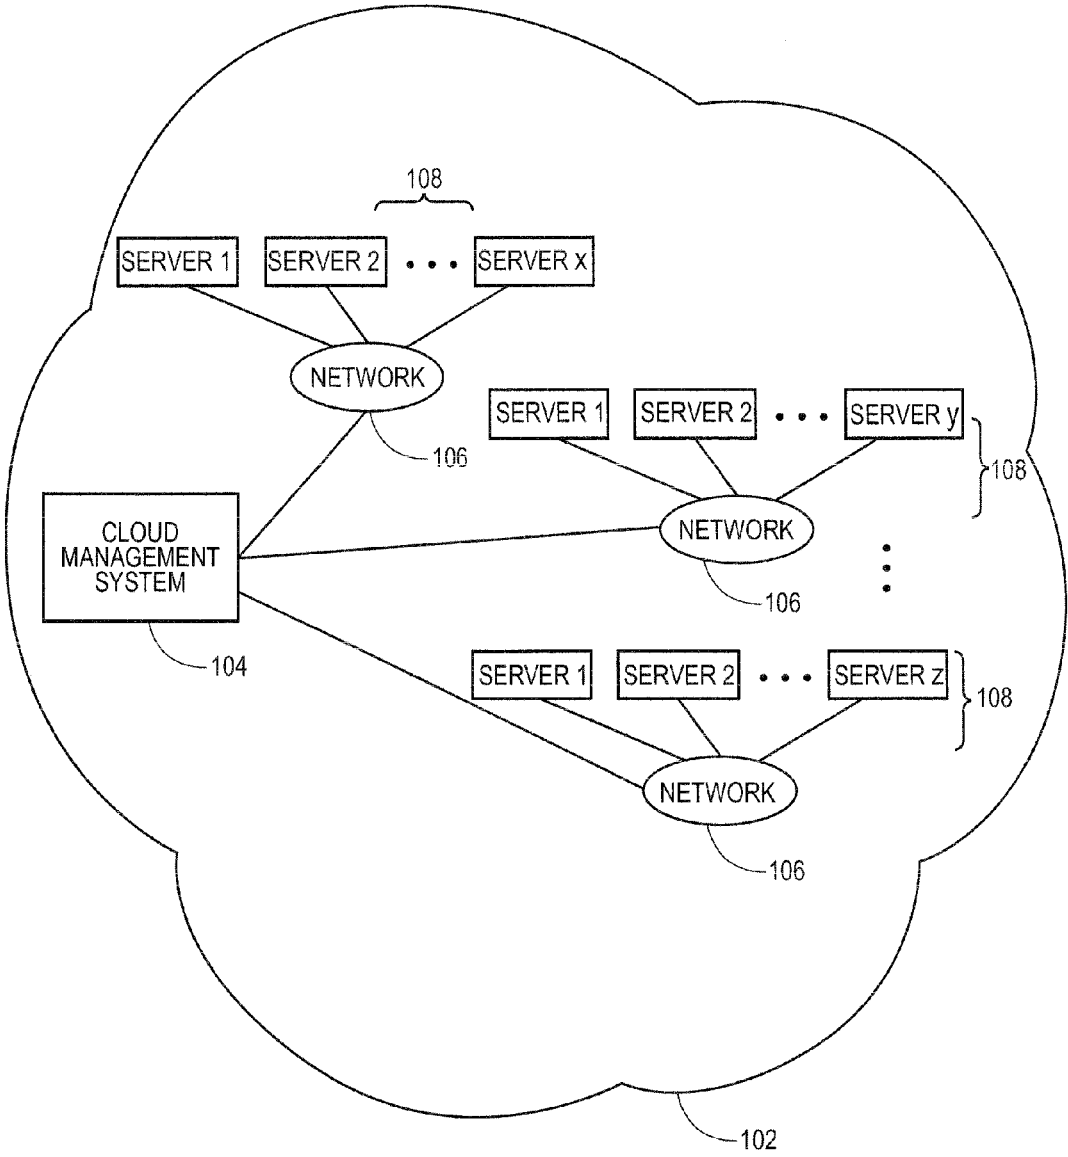 108
SERVER 1
SERVER 2
SERVER x
NETWORK
106
SERVER 1
SERVER 2
SERVER y
108
NETWORK
106
CLOUD
MANAGEMENT
SYSTEM
104
SERVER 1
SERVER 2
SERVER z
108
NETWORK
106
102